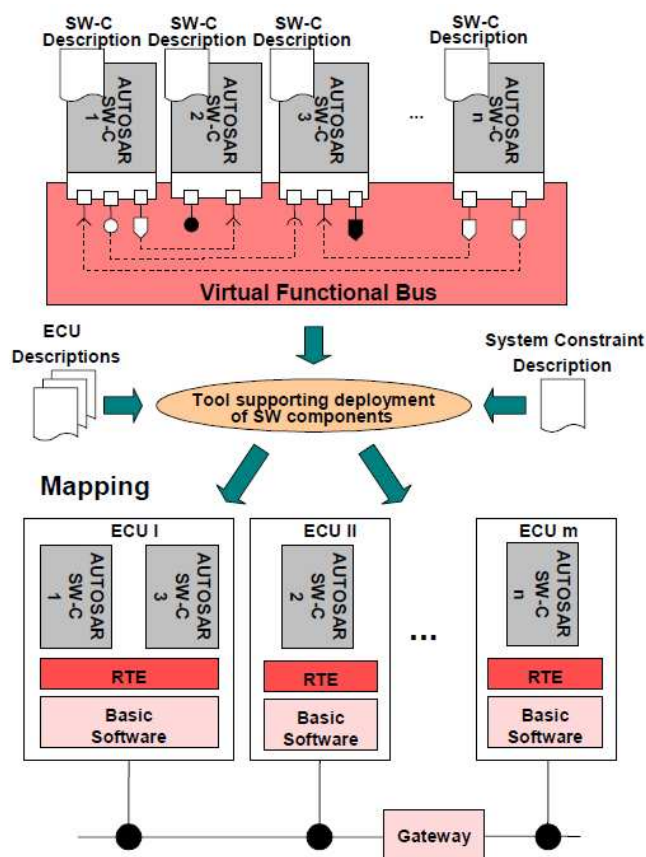 SW-C
Description
SW-C
Description
SW-C
Description
SW-C
Description
AUTOSAR
SW-C
1
AUTOSAR
SW-C
2
AUTOSAR
SW-C
3
...
AUTOSAR
SW-C
n
Virtual Functional Bus
ECU
Descriptions
System Constraint
Description
Tool supporting deployment
of SW components
Mapping
ECU I
AUTOSAR
SW-C
1
AUTOSAR
SW-C
3
RTE
Basic
Software
ECU II
AUTOSAR
SW-C
2
RTE
Basic
Software
...
ECU m
AUTOSAR
SW-C
n
RTE
Basic
Software
Gateway